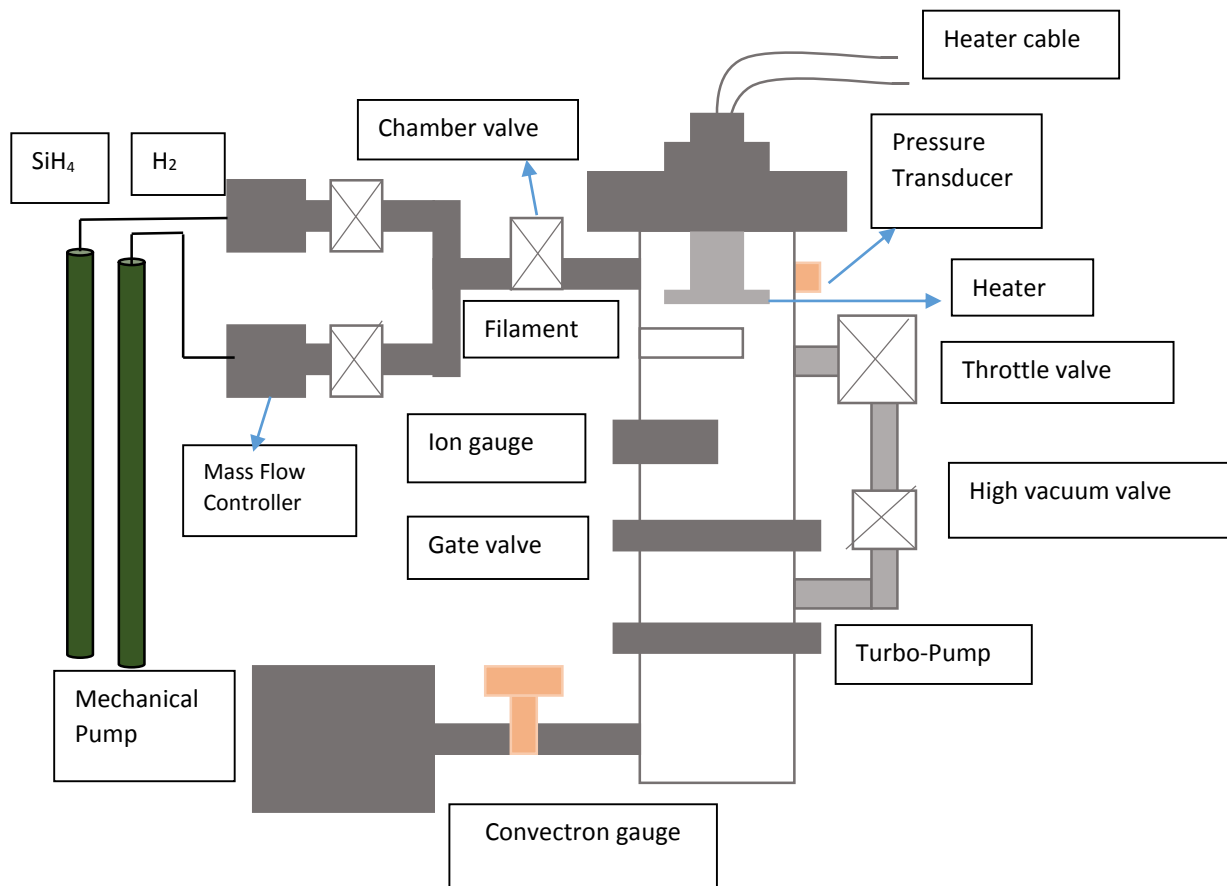 Heater cable
Chamber valve
SiH₄
H₂
Pressure
Transducer
Heater
Filament
Throttle valve
Ion gauge
Mass Flow
Controller
High vacuum valve
Gate valve
Turbo-Pump
Mechanical
Pump
Convectron gauge